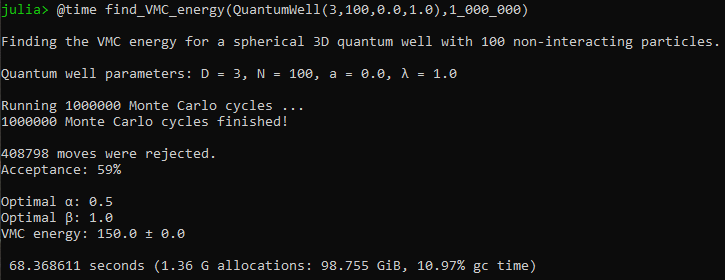 julia> @time find_VMC_energy(QuantumWell(3,100,0.0,1.0),1_000_000)
Finding the VMC energy for a spherical 3D quantum well with 100 non-interacting particles.
Quantum well parameters: D = 3, N = 100, a = 0.0, λ = 1.0
Running 1000000 Monte Carlo cycles ...
1000000 Monte Carlo cycles finished!
408798 moves were rejected.
Acceptance: 59%
Optimal α: 0.5
Optimal β: 1.0
VMC energy: 150.0 ± 0.0
68.368611 seconds (1.36 G allocations: 98.755 GiB, 10.97% gc time)